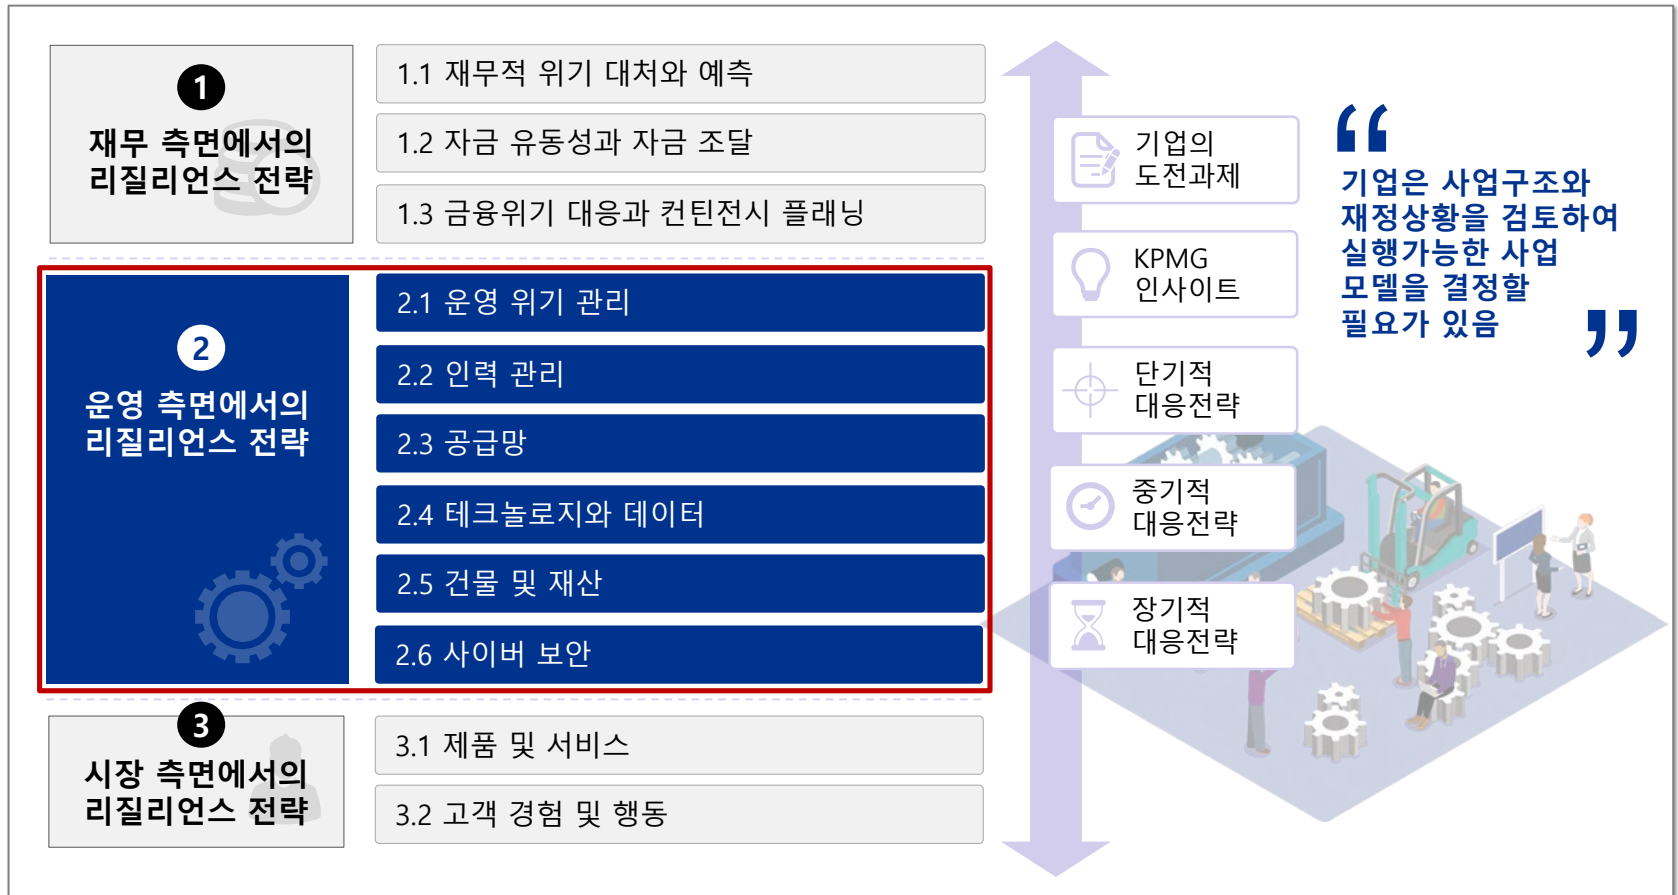 1
재무 측면에서의
리질리언스 전략
1.1 재무적 위기 대처와 예측
1.2 자금 유동성과 자금 조달
1.3 금융위기 대응과 컨틴전시 플래닝
2
운영 측면에서의
리질리언스 전략
2.1 운영 위기 관리
2.2 인력 관리
2.3 공급망
2.4 테크놀로지와 데이터
2.5 건물 및 재산
2.6 사이버 보안
3
시장 측면에서의
리질리언스 전략
3.1 제품 및 서비스
3.2 고객 경험 및 행동
기업의
도전과제
KPMG
인사이트
단기적
대응전략
중기적
대응전략
장기적
대응전략
“
기업은 사업구조와
재정상황을 검토하여
실행가능한 사업
모델을 결정할
필요가 있음
”